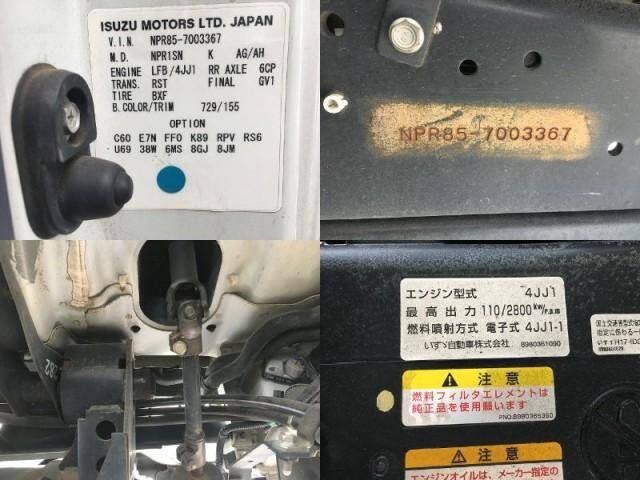 ISUZU MOTORS LTD. JAPAN
V.I.N. NPR85-7003367
M.D. NPR1SN K AG/AH
ENGINE LFB/4JJ1 RR AXLE 6CP
TRANS. RST FINAL GV1
TIRE BXF
B.COLOR/TRIM 729/155
OPTION
C60 E7N FF0 K89 RPV RS6
U69 38W 6MS 8GJ 8JM
NPR85-7003367
エンジン型式 4JJ1
最高出力 110/2800 kW/r.p.m
燃料噴射方式 電子式 4JJ1-1
いすゞ自動車株式会社 8980361090
注意
燃料フィルタエレメントは
純正品を使用願います
PNO.8980365390
注意
エンジンオイルは、メーカー指定の